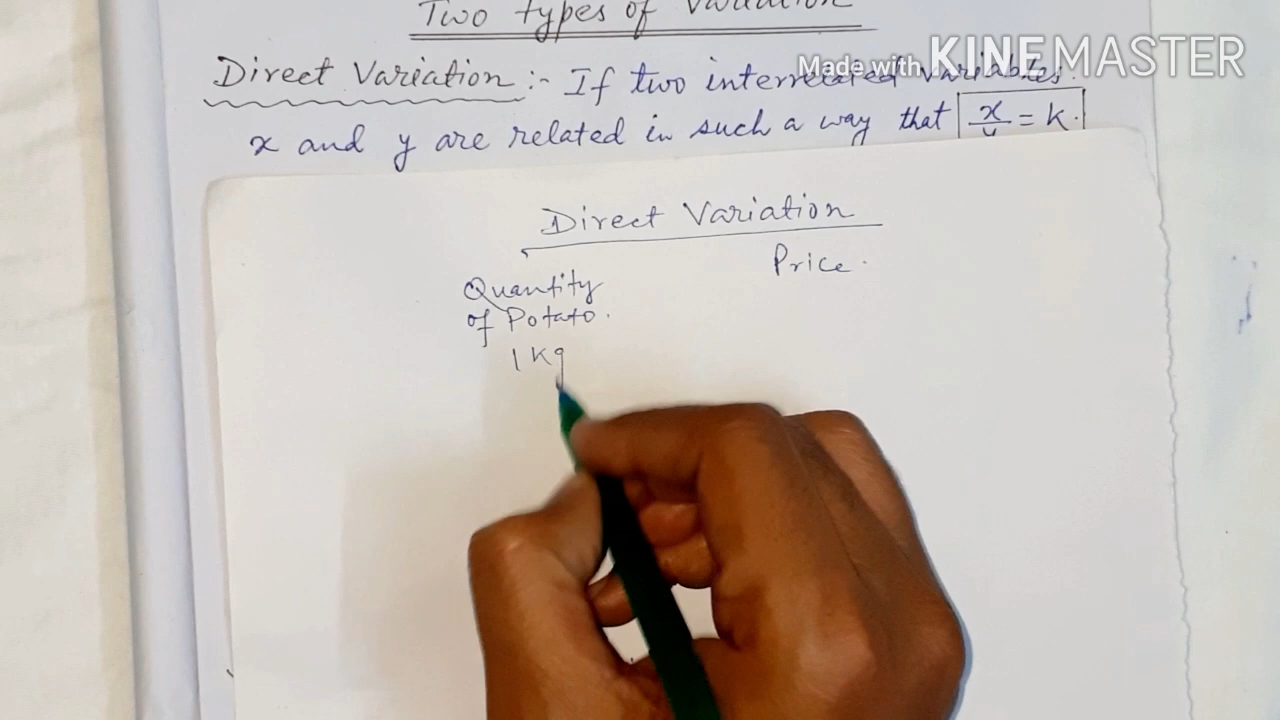 Two types of Variation
Made with KINEMASTER
Direct Variation :- If two interrelated variables
x and y are related in such a way that x/y = k.
Direct Variation
Price.
Quantity
of Potato.
1 Kg